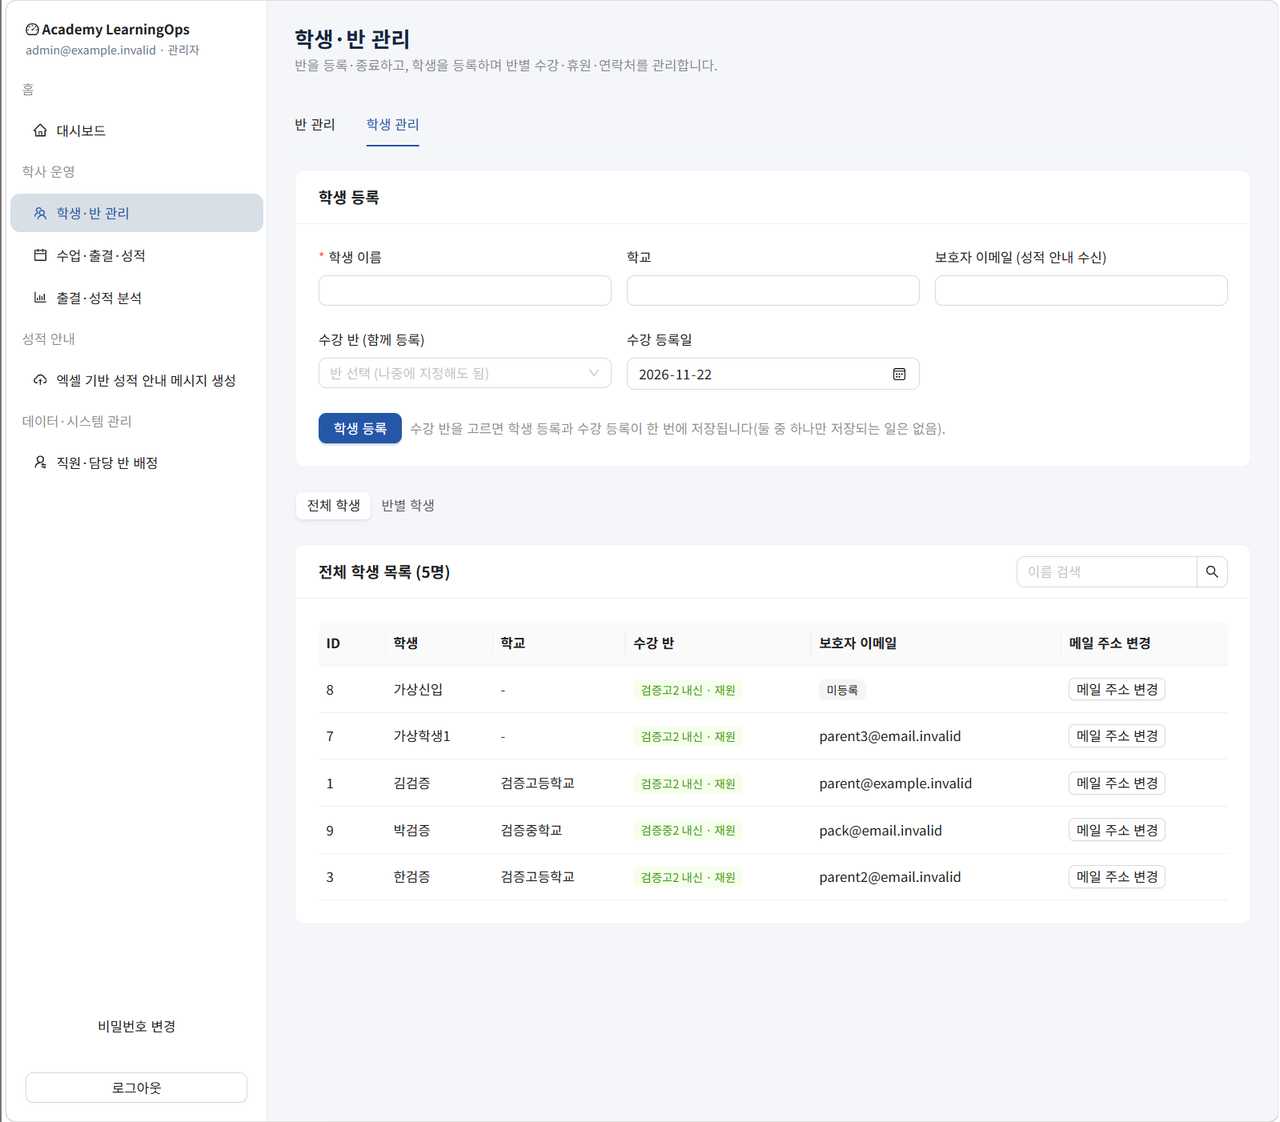 Academy LearningOps
admin@example.invalid · 관리자
홈
대시보드
학사 운영
학생·반 관리
수업·출결·성적
출결·성적 분석
성적 안내
엑셀 기반 성적 안내 메시지 생성
데이터·시스템 관리
직원·담당 반 배정
비밀번호 변경
로그아웃
학생·반 관리
반을 등록·종료하고, 학생을 등록하며 반별 수강·휴원·연락처를 관리합니다.
반 관리 학생 관리
학생 등록
* 학생 이름 학교 보호자 이메일 (성적 안내 수신)
수강 반 (함께 등록) 수강 등록일
반 선택 (나중에 지정해도 됨) 2026-11-22
학생 등록 수강 반을 고르면 학생 등록과 수강 등록이 한 번에 저장됩니다(둘 중 하나만 저장되는 일은 없음).
전체 학생 반별 학생
전체 학생 목록 (5명) 이름 검색
ID 학생 학교 수강 반 보호자 이메일 메일 주소 변경
8 가상신입 - 검증고2 내신 · 재원 미등록 메일 주소 변경
7 가상학생1 - 검증고2 내신 · 재원 parent3@email.invalid 메일 주소 변경
1 김검증 검증고등학교 검증고2 내신 · 재원 parent@example.invalid 메일 주소 변경
9 박검증 검증중학교 검증중2 내신 · 재원 pack@email.invalid 메일 주소 변경
3 한검증 검증고등학교 검증고2 내신 · 재원 parent2@email.invalid 메일 주소 변경